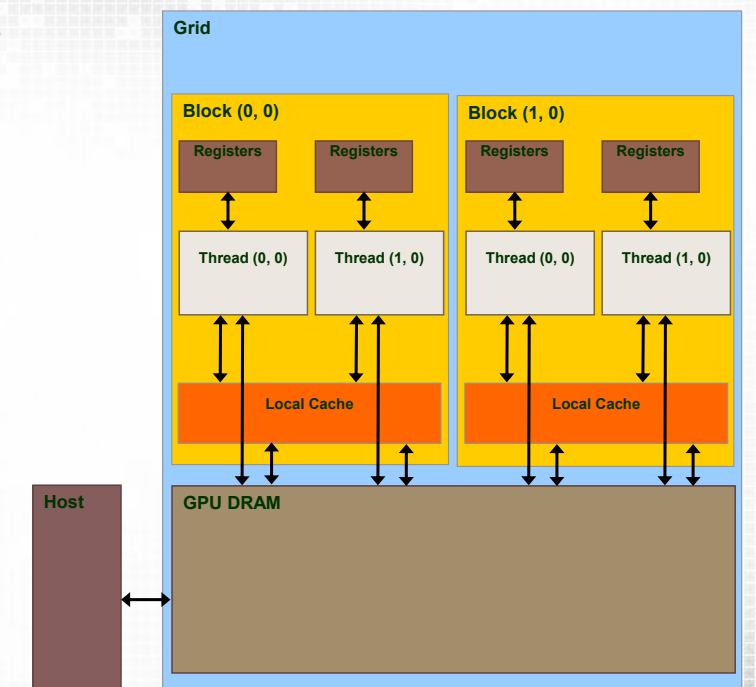 Grid
Block (0, 0)
Block (1, 0)
Registers
Registers
Registers
Registers
Thread (0, 0)
Thread (1, 0)
Thread (0, 0)
Thread (1, 0)
Local Cache
Local Cache
Host
GPU DRAM